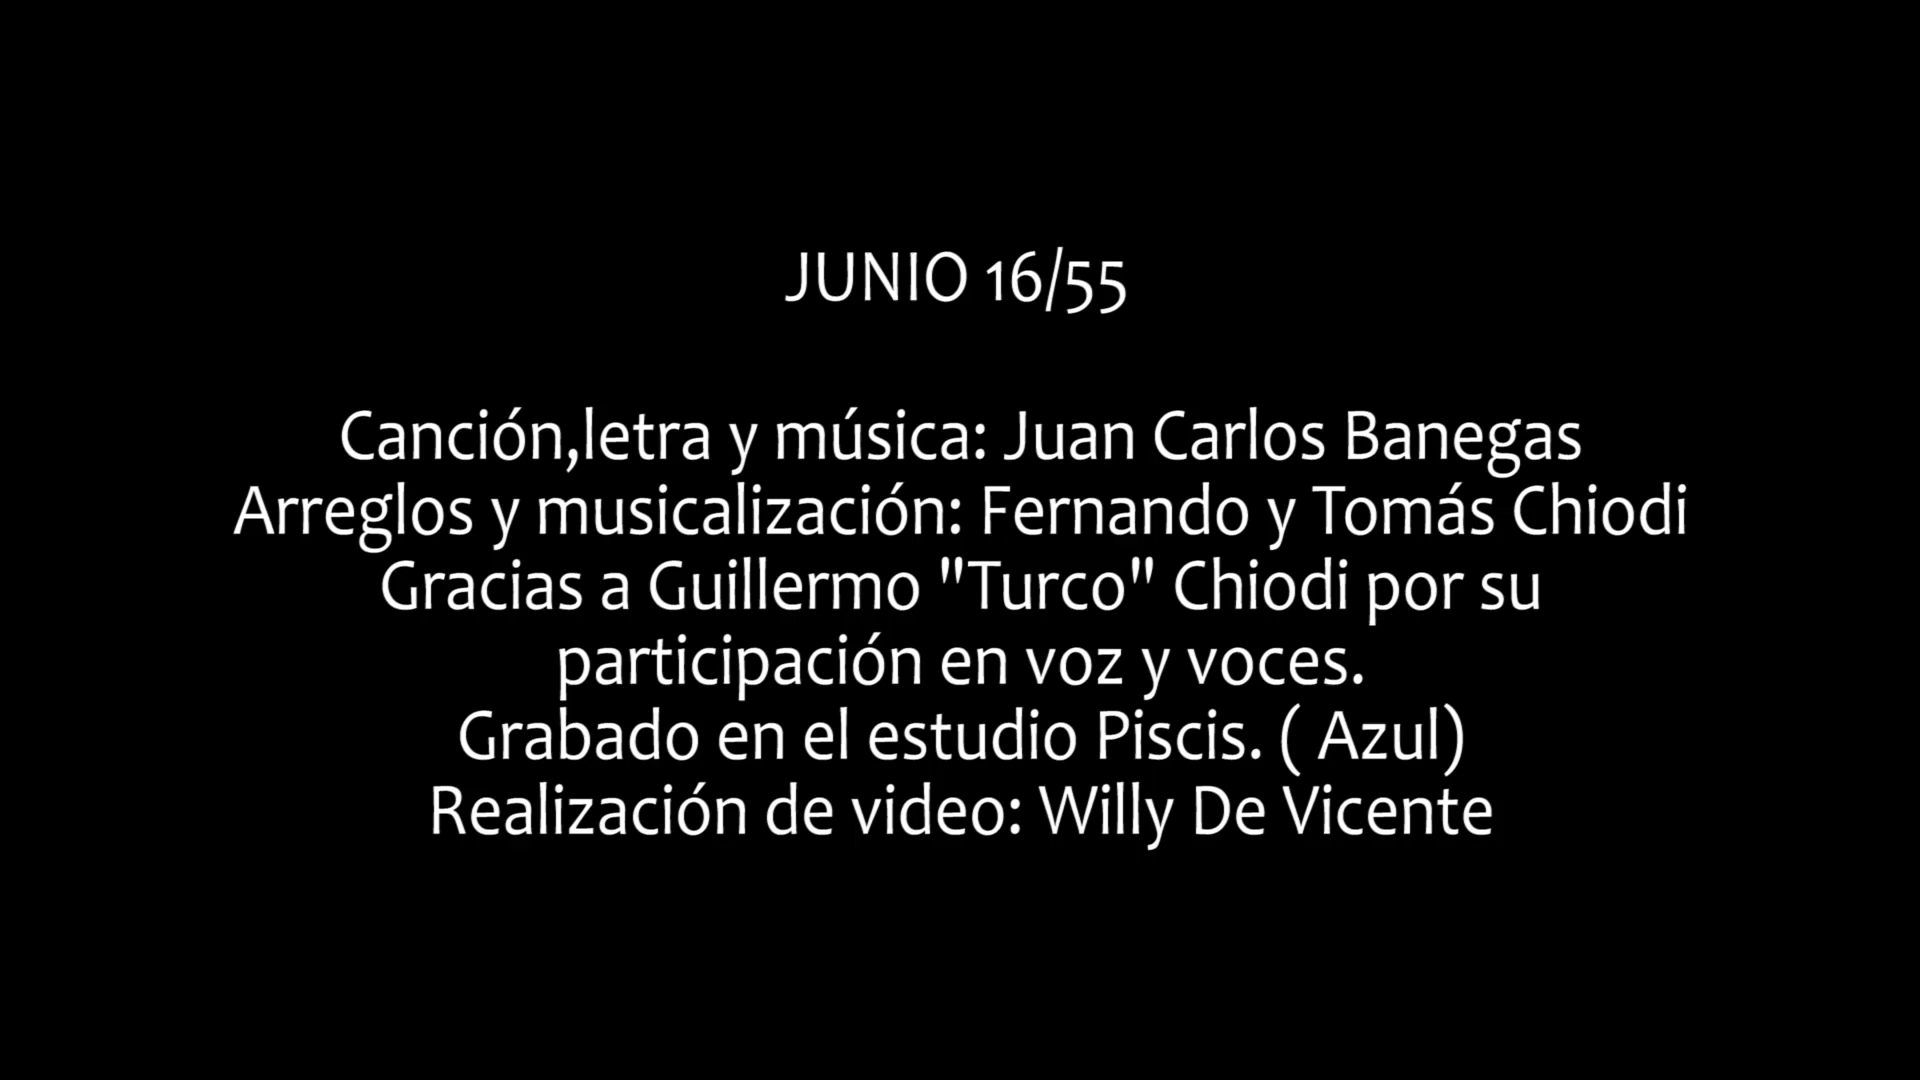 JUNIO 16/55
Canción,letra y música: Juan Carlos Banegas
Arreglos y musicalización: Fernando y Tomás Chiodi
Gracias a Guillermo "Turco" Chiodi por su
participación en voz y voces.
Grabado en el estudio Piscis. ( Azul)
Realización de video: Willy De Vicente